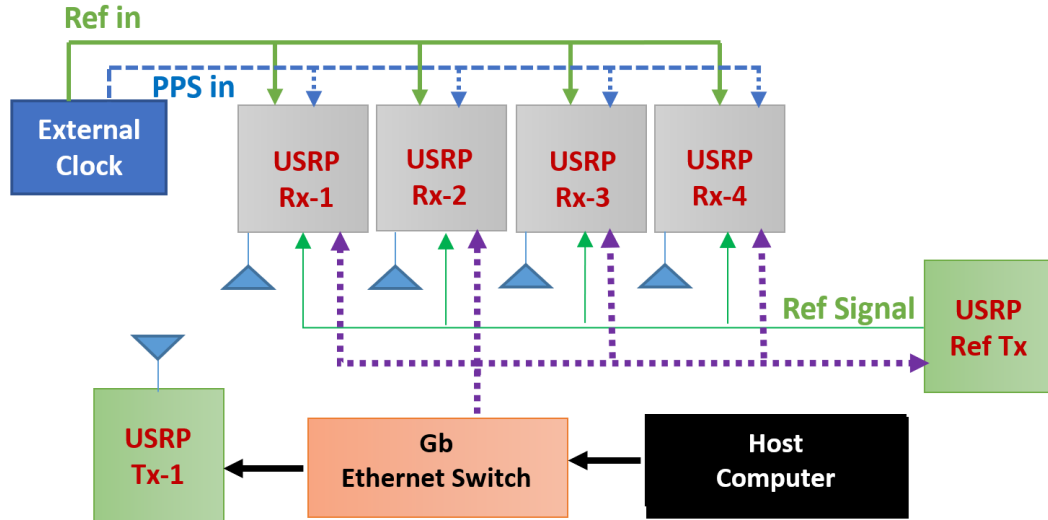 Ref in
PPS in
External
Clock
USRP
Rx-1
USRP
Rx-2
USRP
Rx-3
USRP
Rx-4
Ref Signal
USRP
Ref Tx
USRP
Tx-1
Gb
Ethernet Switch
Host
Computer